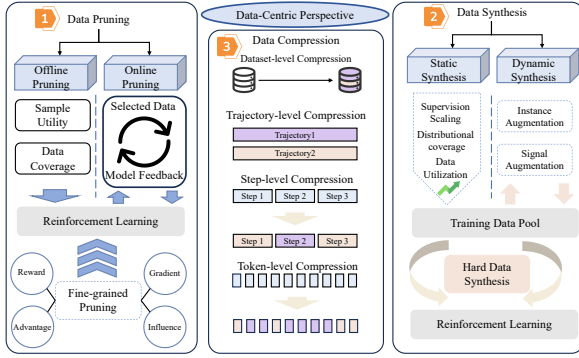 Data-Centric Perspective
1
Data Pruning
Offline
Pruning
Online
Pruning
Sample
Utility
Data
Coverage
Selected Data
Model Feedback
Reinforcement Learning
Reward
Gradient
Fine-grained
Pruning
Advantage
Influence
3
Data Compression
Dataset-level Compression
Trajectory-level Compression
Trajectory1
Trajectory2
Step-level Compression
Step 1
Step 2
Step 3
Step 1
Step 2
Step 3
Token-level Compression
2
Data Synthesis
Static
Synthesis
Dynamic
Synthesis
Supervision
Scaling
Distributional
coverage
Data
Utilization
Instance
Augmentation
Signal
Augmentation
Training Data Pool
Hard Data
Synthesis
Reinforcement Learning